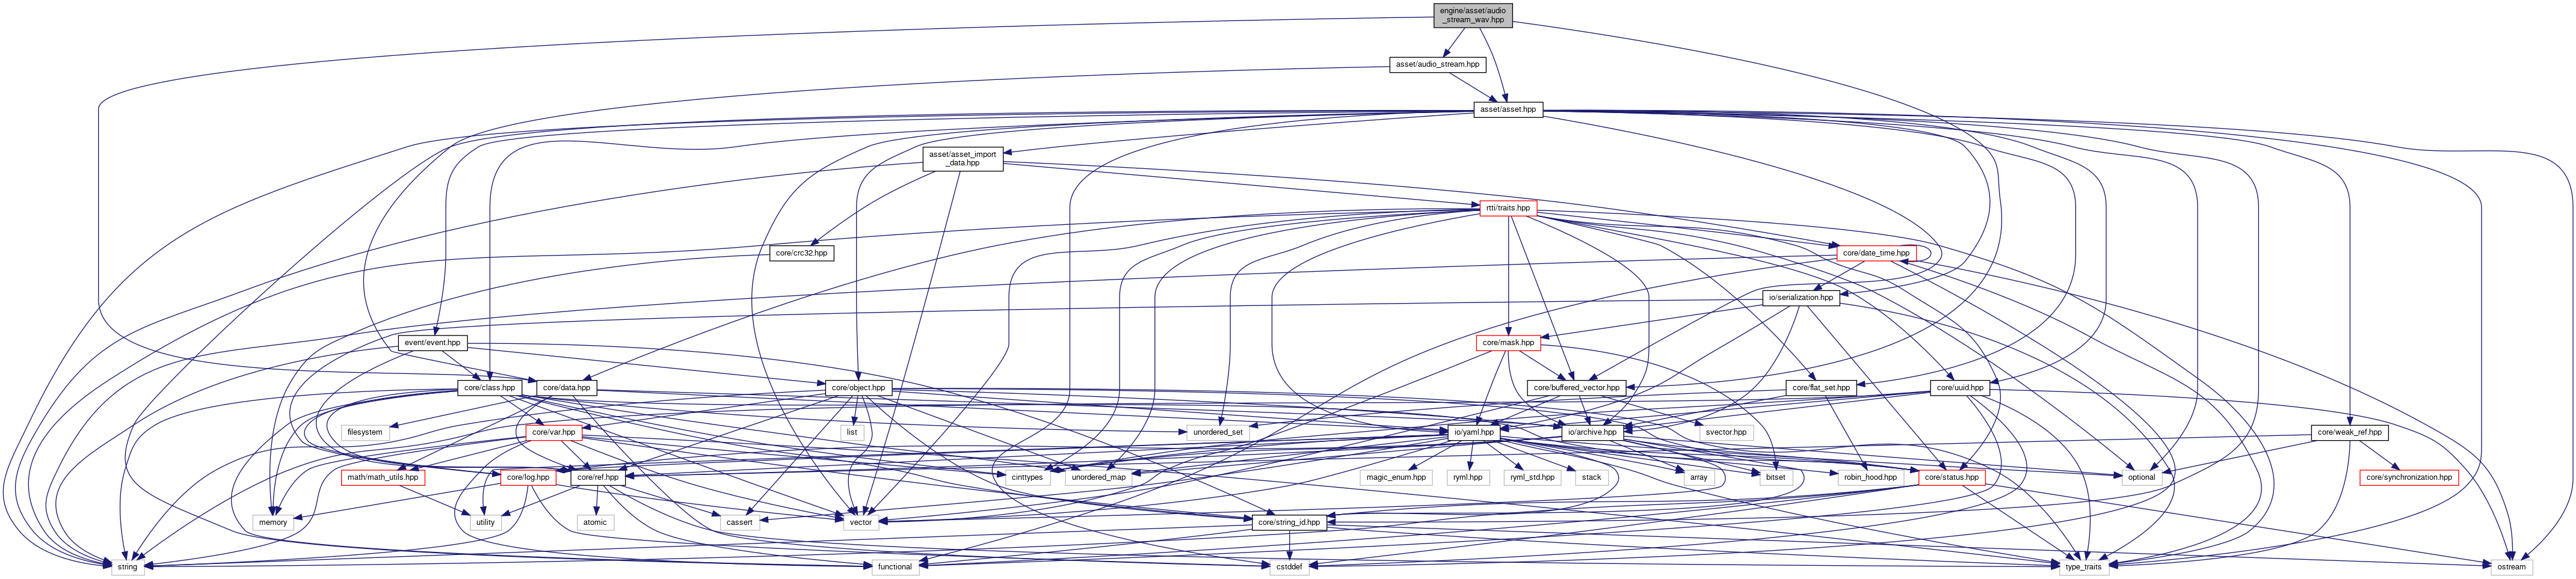 engine/asset/audio
_stream_wav.hpp
asset/audio_stream.hpp
asset/asset.hpp
asset/asset_import
_data.hpp
rtti/traits.hpp
core/crc32.hpp
core/date_time.hpp
io/serialization.hpp
event/event.hpp
core/mask.hpp
core/class.hpp
core/data.hpp
core/object.hpp
core/buffered_vector.hpp
core/flat_set.hpp
core/uuid.hpp
filesystem
core/var.hpp
list
unordered_set
io/yaml.hpp
io/archive.hpp
svector.hpp
core/weak_ref.hpp
math/math_utils.hpp
core/log.hpp
core/ref.hpp
cinttypes
unordered_map
magic_enum.hpp
ryml.hpp
ryml_std.hpp
stack
array
bitset
robin_hood.hpp
core/status.hpp
optional
core/synchronization.hpp
memory
utility
atomic
cassert
vector
core/string_id.hpp
string
functional
cstddef
type_traits
ostream